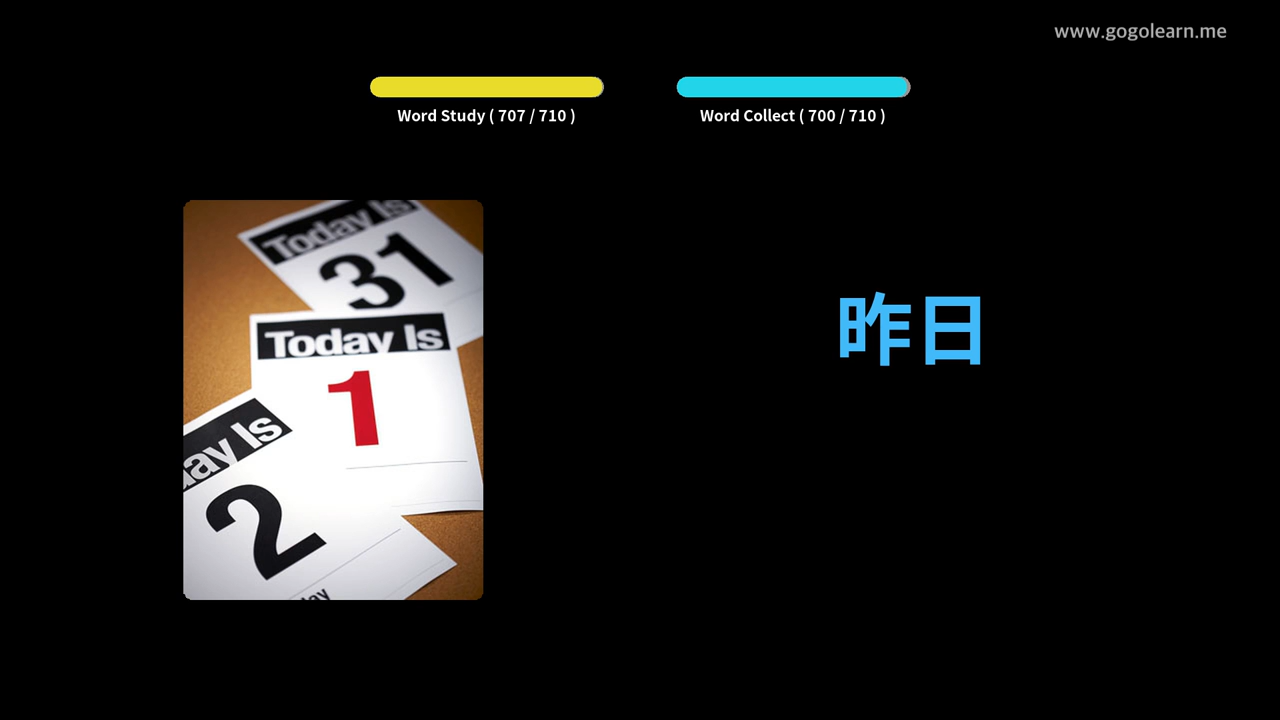 www.gogolearn.me
Word Study ( 707 / 710 )
Word Collect ( 700 / 710 )
Today Is
31
Today Is
1
ay Is
2
昨日